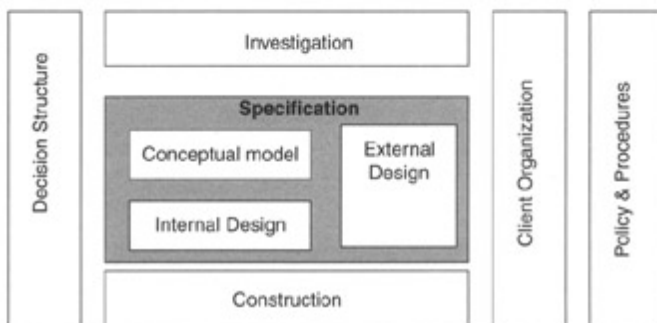 Decision Structure
Investigation
Specification
Conceptual model
External
Design
Internal Design
Construction
Client Organization
Policy & Procedures